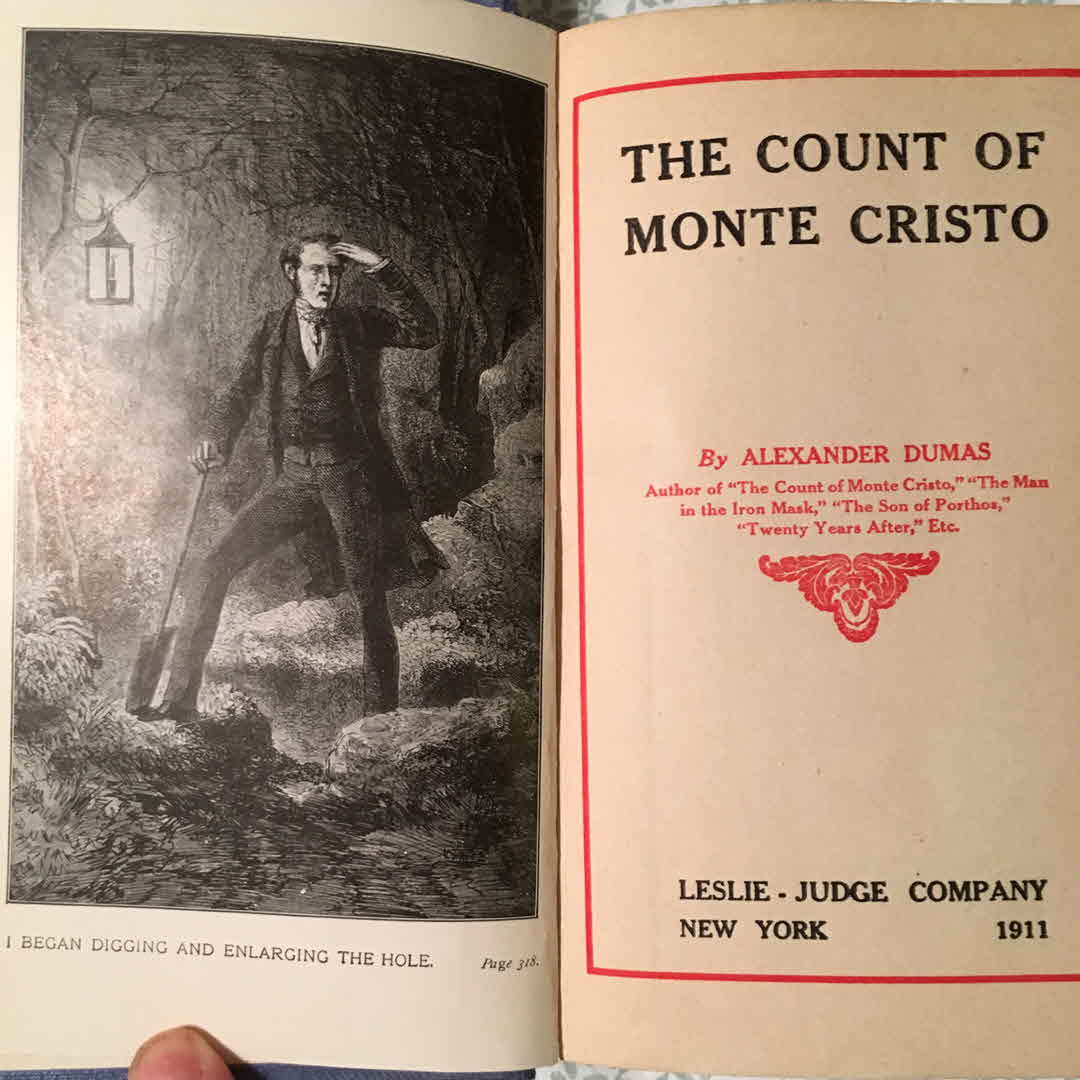 I BEGAN DIGGING AND ENLARGING THE HOLE. Page 318.
THE COUNT OF
MONTE CRISTO
By ALEXANDER DUMAS
Author of "The Count of Monte Cristo," "The Man
in the Iron Mask," "The Son of Porthos,"
"Twenty Years After," Etc.
LESLIE - JUDGE COMPANY
NEW YORK 1911